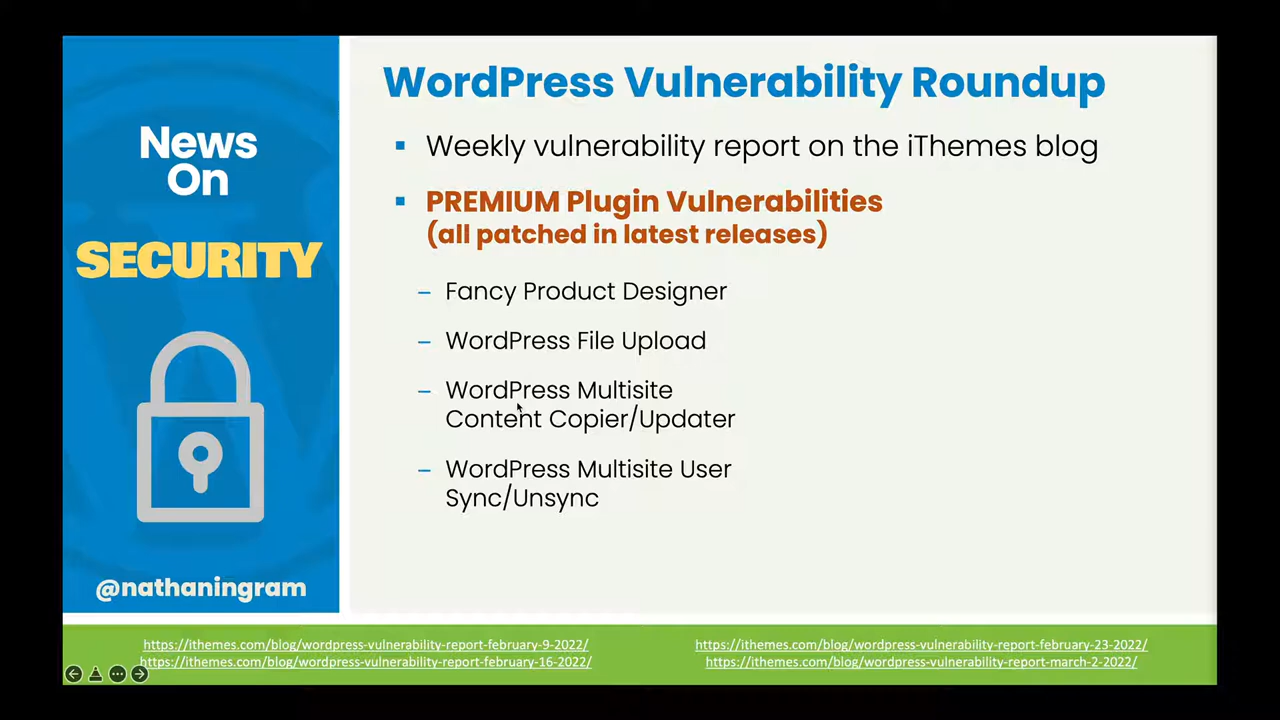 News
On
SECURITY
@nathaningram
WordPress Vulnerability Roundup
Weekly vulnerability report on the iThemes blog
PREMIUM Plugin Vulnerabilities
(all patched in latest releases)
– Fancy Product Designer
– WordPress File Upload
– WordPress Multisite
Content Copier/Updater
– WordPress Multisite User
Sync/Unsync
https://ithemes.com/blog/wordpress-vulnerability-report-february-9-2022/
https://ithemes.com/blog/wordpress-vulnerability-report-february-16-2022/
https://ithemes.com/blog/wordpress-vulnerability-report-february-23-2022/
https://ithemes.com/blog/wordpress-vulnerability-report-march-2-2022/